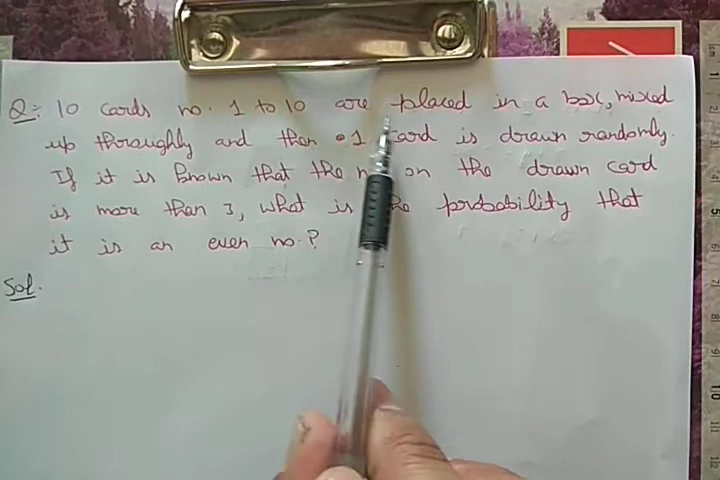 Q:- 10 cards no. 1 to 10 are placed in a box, mixed
up throughly and then 1 card is drawn randomly.
If it is known that the n on the drawn card
is more than 3, what is he probability that
it is an even no.?
Sol.